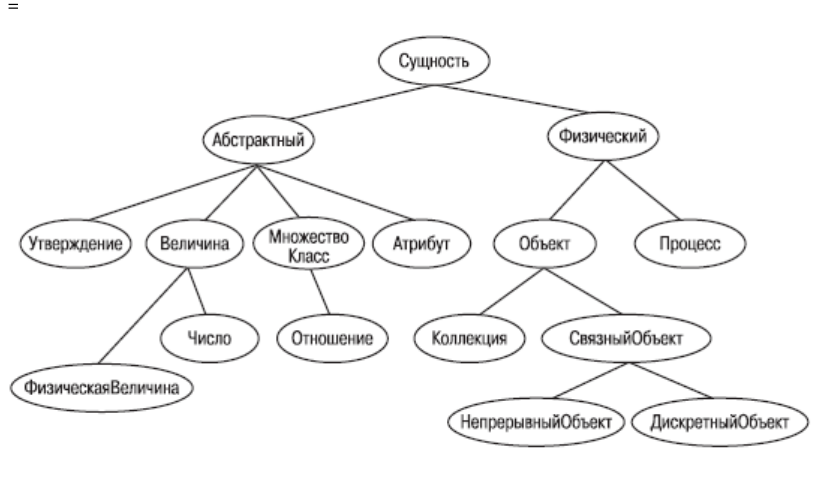 =
Сущность
Абстрактный
Физический
Утверждение
Величина
Множество
Класс
Атрибут
Объект
Процесс
Число
Отношение
Коллекция
СвязныйОбъект
ФизическаяВеличина
НепрерывныйОбъект
ДискретныйОбъект